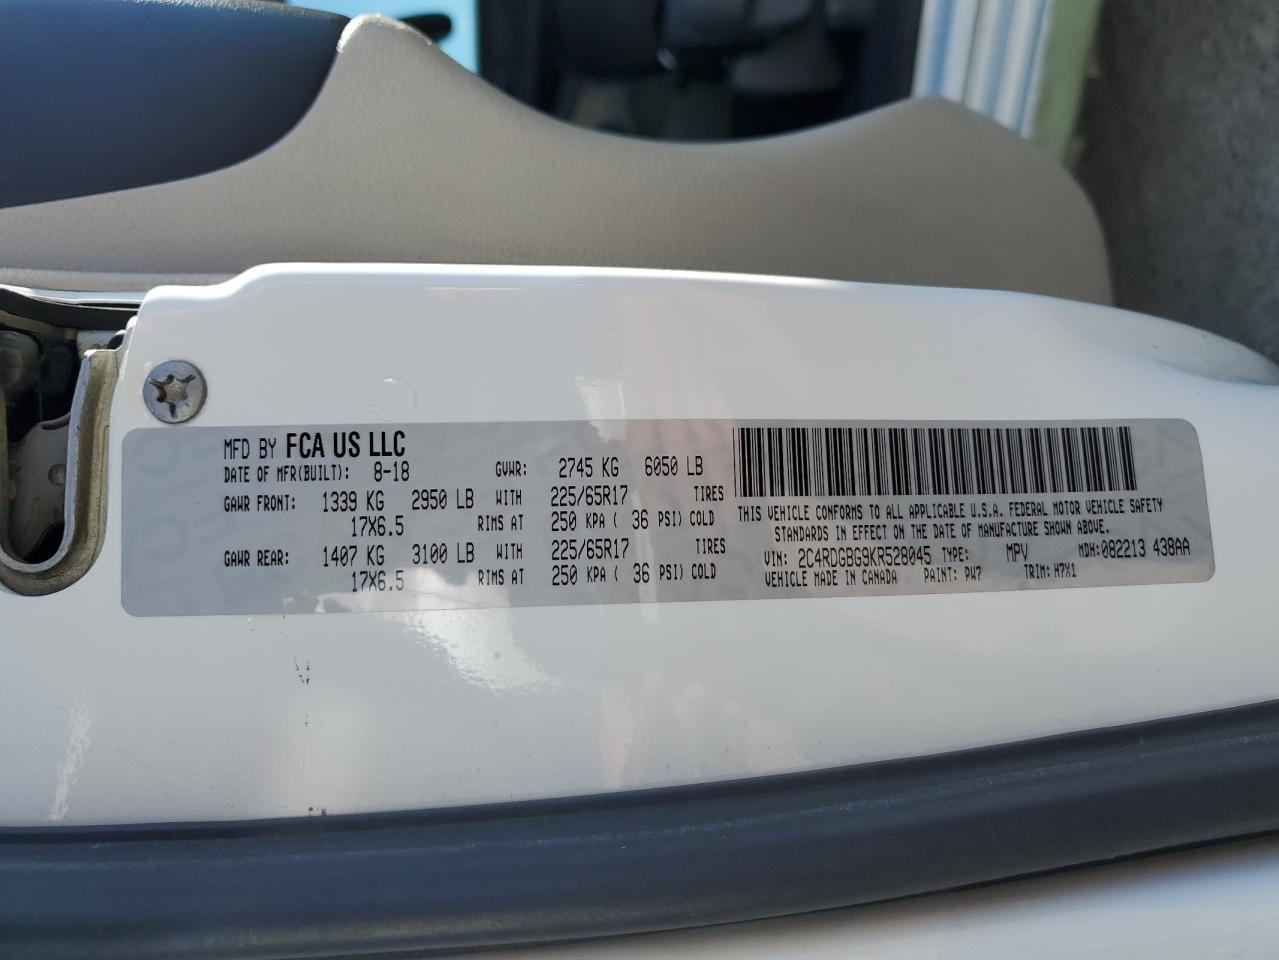 MFD BY FCA US LLC
DATE OF MFR(BUILT): 8-18 GVWR: 2745 KG 6050 LB
GAWR FRONT: 1339 KG 2950 LB WITH 225/65R17 TIRES
17X6.5 RIMS AT 250 KPA ( 36 PSI) COLD
GAWR REAR: 1407 KG 3100 LB WITH 225/65R17 TIRES
17X6.5 RIMS AT 250 KPA ( 36 PSI) COLD
THIS VEHICLE CONFORMS TO ALL APPLICABLE U.S.A. FEDERAL MOTOR VEHICLE SAFETY
STANDARDS IN EFFECT ON THE DATE OF MANUFACTURE SHOWN ABOVE.
VIN: 2C4RDGBG9KR528045 TYPE: MPV MDH:082213 438AA
VEHICLE MADE IN CANADA PAINT: PW7 TRIM: H7X1